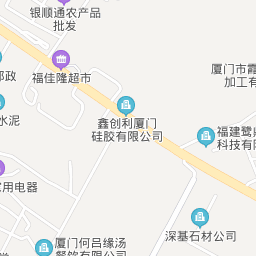 银顺通农产品
批发
福佳隆超市
邮政
厦门市霞
加工有
鑫创利厦门
硅胶有限公司
水泥
福建鹭
科技有限
家用电器
深基石材公司
厦门何吕缘汤
餐饮有限公司